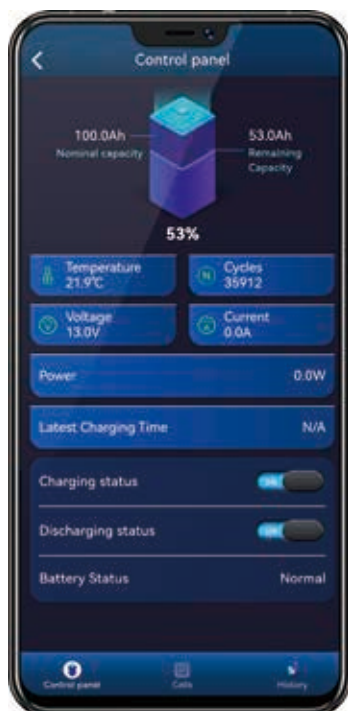 Control panel
100.0Ah
Nominal capacity
53.0Ah
Remaining
Capacity
53%
Temperature
21.9℃
N
Cycles
35912
V
Voltage
13.0V
Current
0.0A
Power 0.0W
Latest Charging Time N/A
Charging status
Discharging status
Battery Status Normal
Control panel Cells History